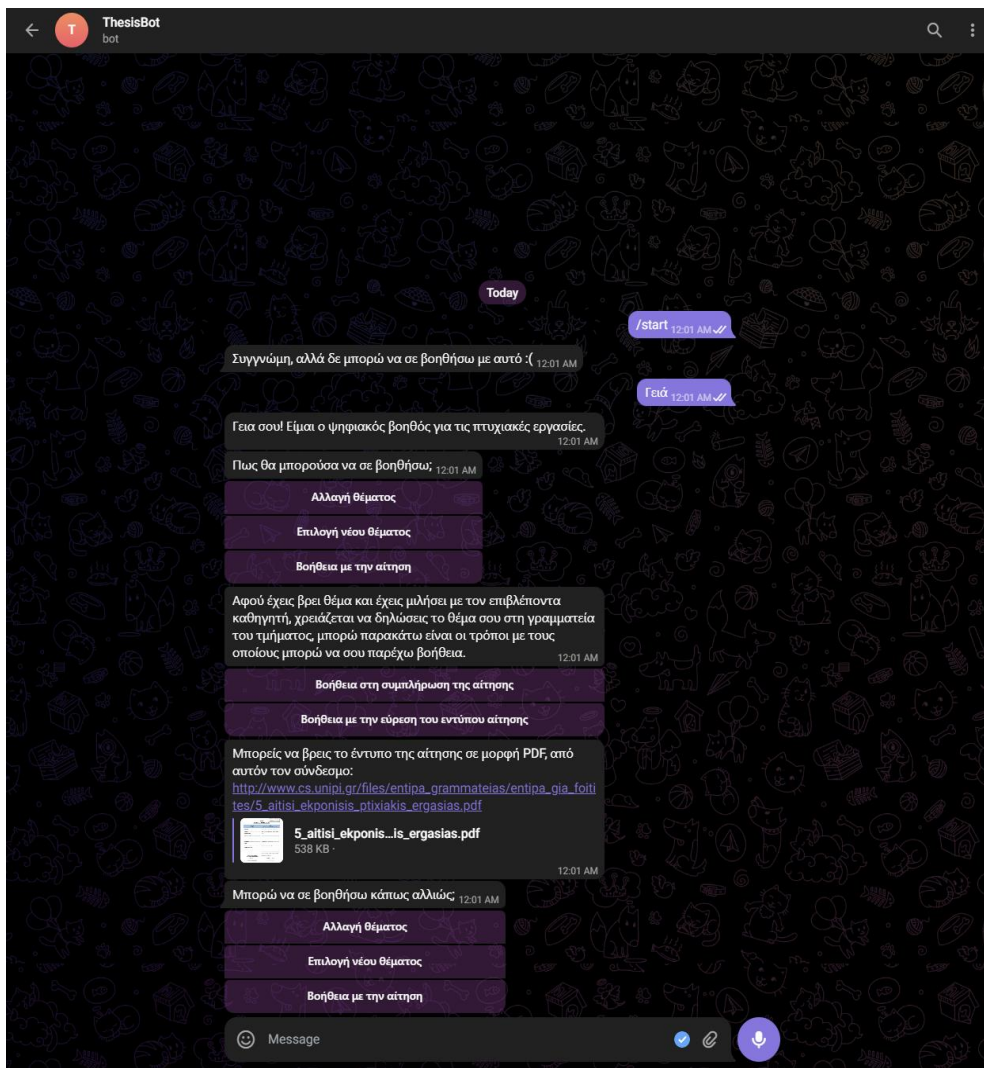 T
ThesisBot
bot
Today
/start 12:01 AM
Συγγνώμη, αλλά δε μπορώ να σε βοηθήσω με αυτό :( 12:01 AM
Γειά 12:01 AM
Γεια σου! Είμαι ο ψηφιακός βοηθός για τις πτυχιακές εργασίες.
12:01 AM
Πως θα μπορούσα να σε βοηθήσω; 12:01 AM
Αλλαγή θέματος
Επιλογή νέου θέματος
Βοήθεια με την αίτηση
Αφού έχεις βρει θέμα και έχεις μιλήσει με τον επιβλέποντα
καθηγητή, χρειάζεται να δηλώσεις το θέμα σου στη γραμματεία
του τμήματος, μπορώ παρακάτω είναι οι τρόποι με τους
οποίους μπορώ να σου παρέχω βοήθεια. 12:01 AM
Βοήθεια στη συμπλήρωση της αίτησης
Βοήθεια με την εύρεση του εντύπου αίτησης
Μπορείς να βρεις το έντυπο της αίτησης σε μορφή PDF, από
αυτόν τον σύνδεσμο:
http://www.cs.unipi.gr/files/entipa_grammateias/entipa_gia_foiti
tes/5_aitisi_ekponisis_ptixiakis_ergasias.pdf
5_aitisi_ekponis...is_ergasias.pdf
538 KB ·
12:01 AM
Μπορώ να σε βοηθήσω κάπως αλλιώς; 12:01 AM
Αλλαγή θέματος
Επιλογή νέου θέματος
Βοήθεια με την αίτηση
Message